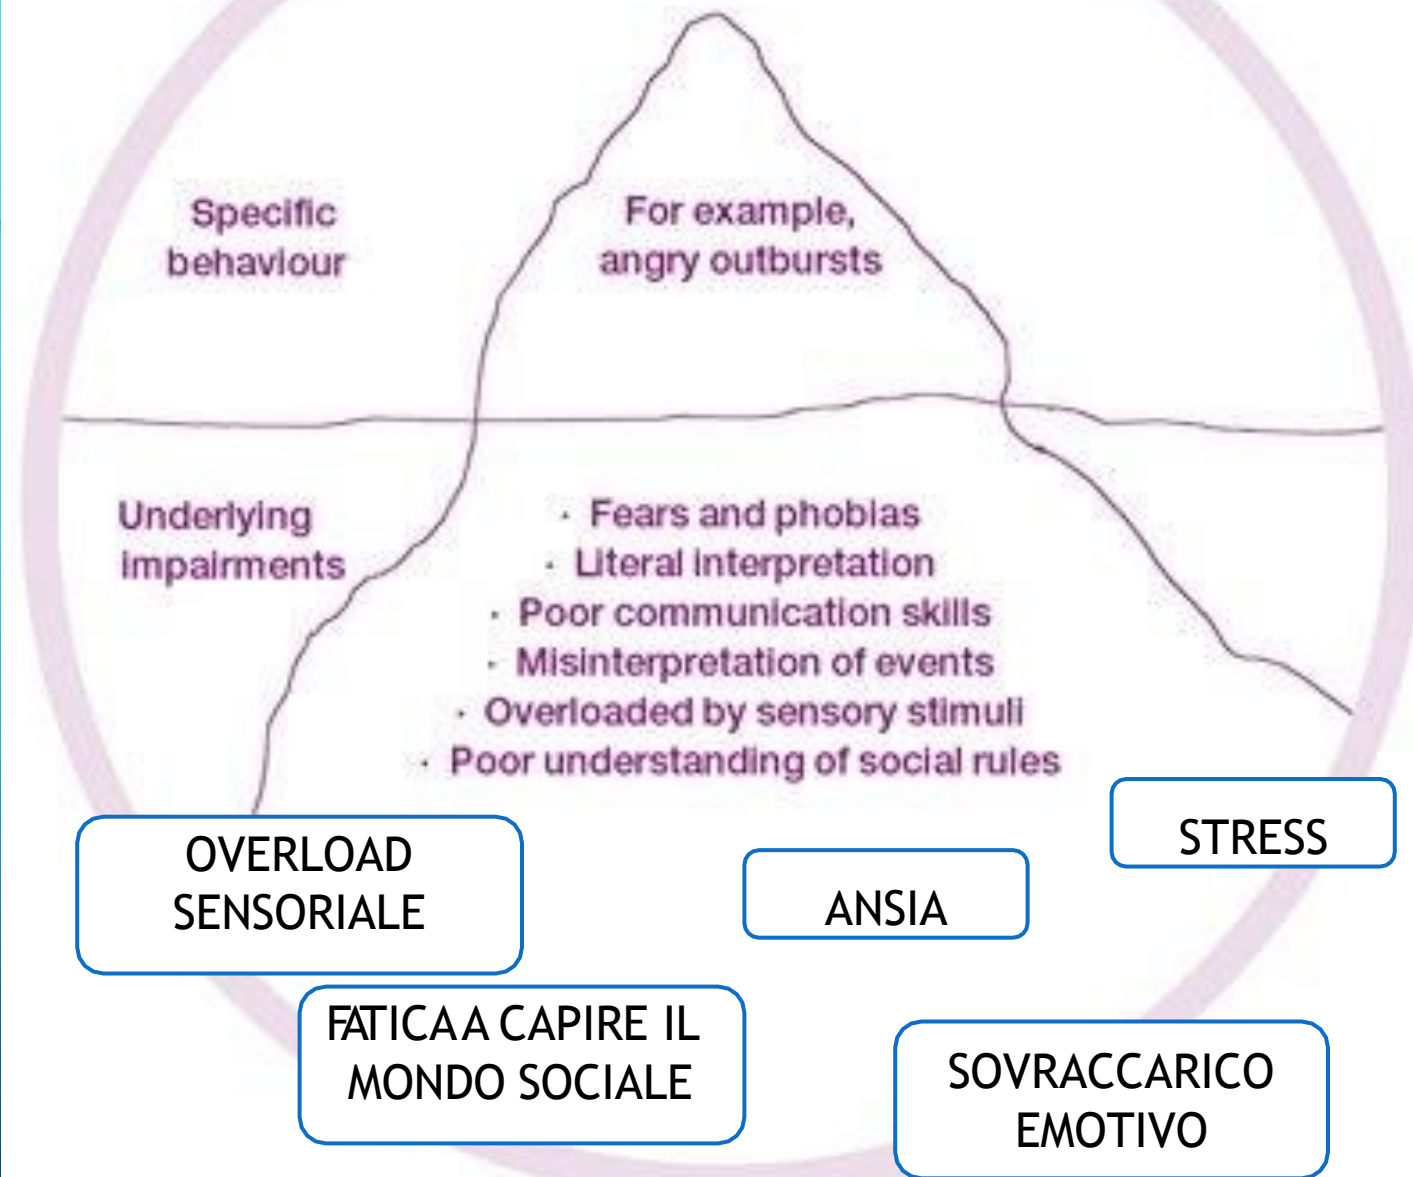 Specific
behaviour
For example,
angry outbursts
Underlying
impairments
· Fears and phobias
· Literal interpretation
· Poor communication skills
· Misinterpretation of events
· Overloaded by sensory stimuli
· Poor understanding of social rules
STRESS
OVERLOAD
SENSORIALE
ANSIA
FATICA A CAPIRE IL
MONDO SOCIALE
SOVRACCARICO
EMOTIVO